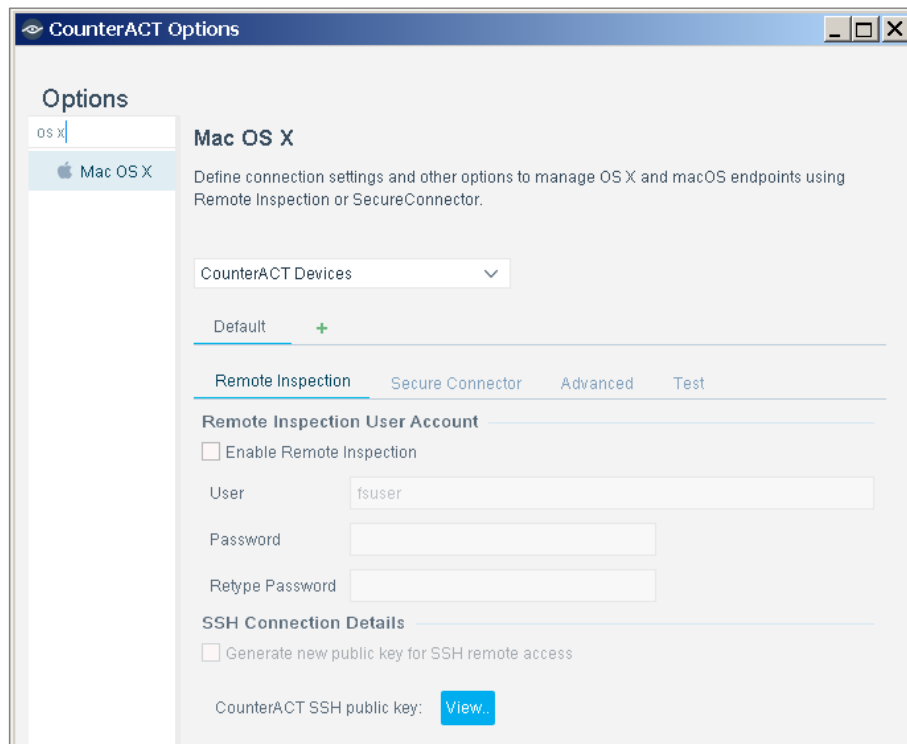 CounterACT Options
Options
os x
Mac OS X
Mac OS X
Define connection settings and other options to manage OS X and macOS endpoints using
Remote Inspection or SecureConnector.
CounterACT Devices
Default +
Remote Inspection Secure Connector Advanced Test
Remote Inspection User Account
Enable Remote Inspection
User fsuser
Password
Retype Password
SSH Connection Details
Generate new public key for SSH remote access
CounterACT SSH public key: View..